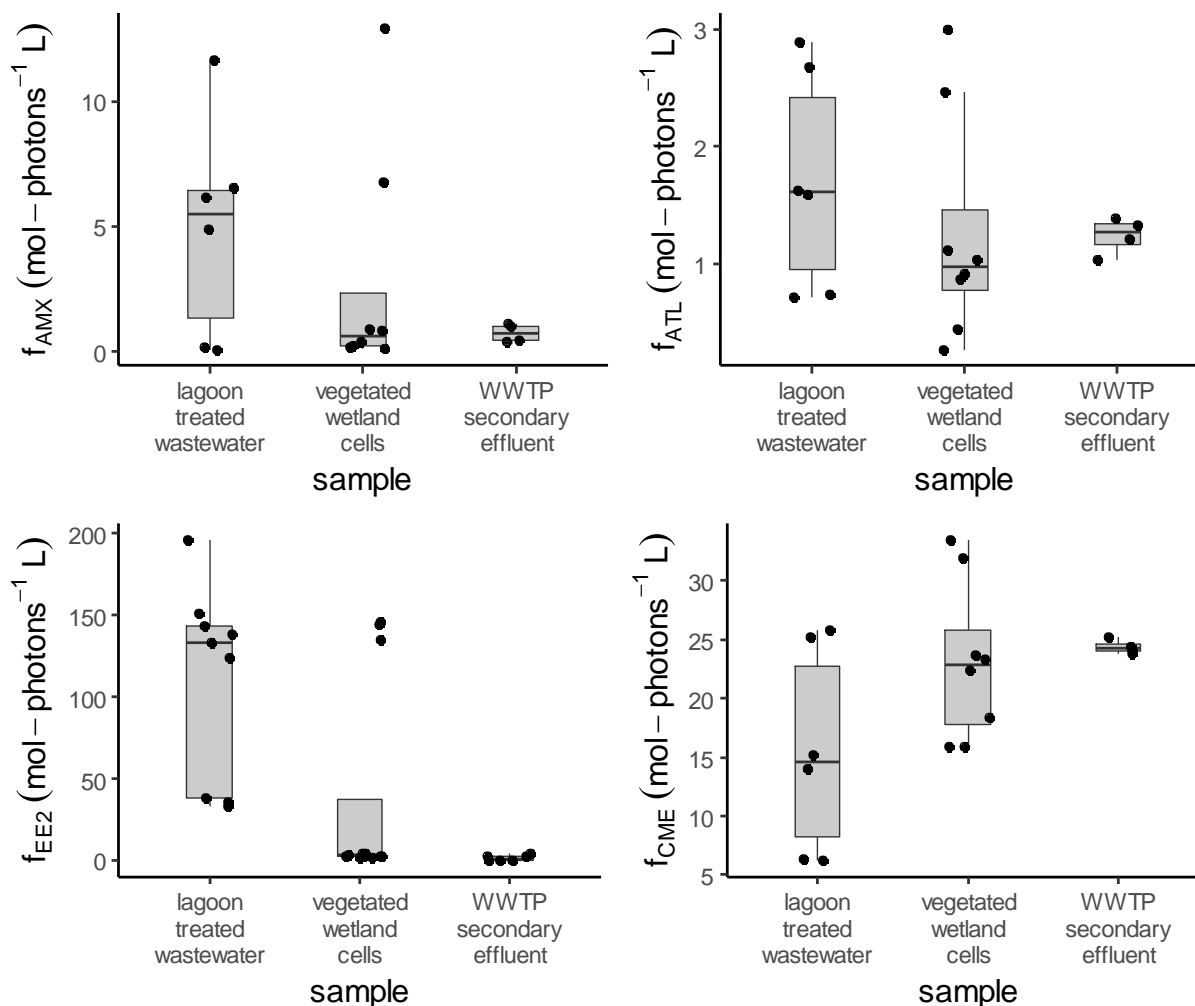 f_AMX (mol−photons⁻¹ L)
10
5
0
lagoon vegetated WWTP
treated wetland secondary
wastewater cells effluent
sample
f_ATL (mol−photons⁻¹ L)
3
2
1
lagoon vegetated WWTP
treated wetland secondary
wastewater cells effluent
sample
f_EE2 (mol−photons⁻¹ L)
200
150
100
50
0
lagoon vegetated WWTP
treated wetland secondary
wastewater cells effluent
sample
f_CME (mol−photons⁻¹ L)
30
25
20
15
10
5
lagoon vegetated WWTP
treated wetland secondary
wastewater cells effluent
sample